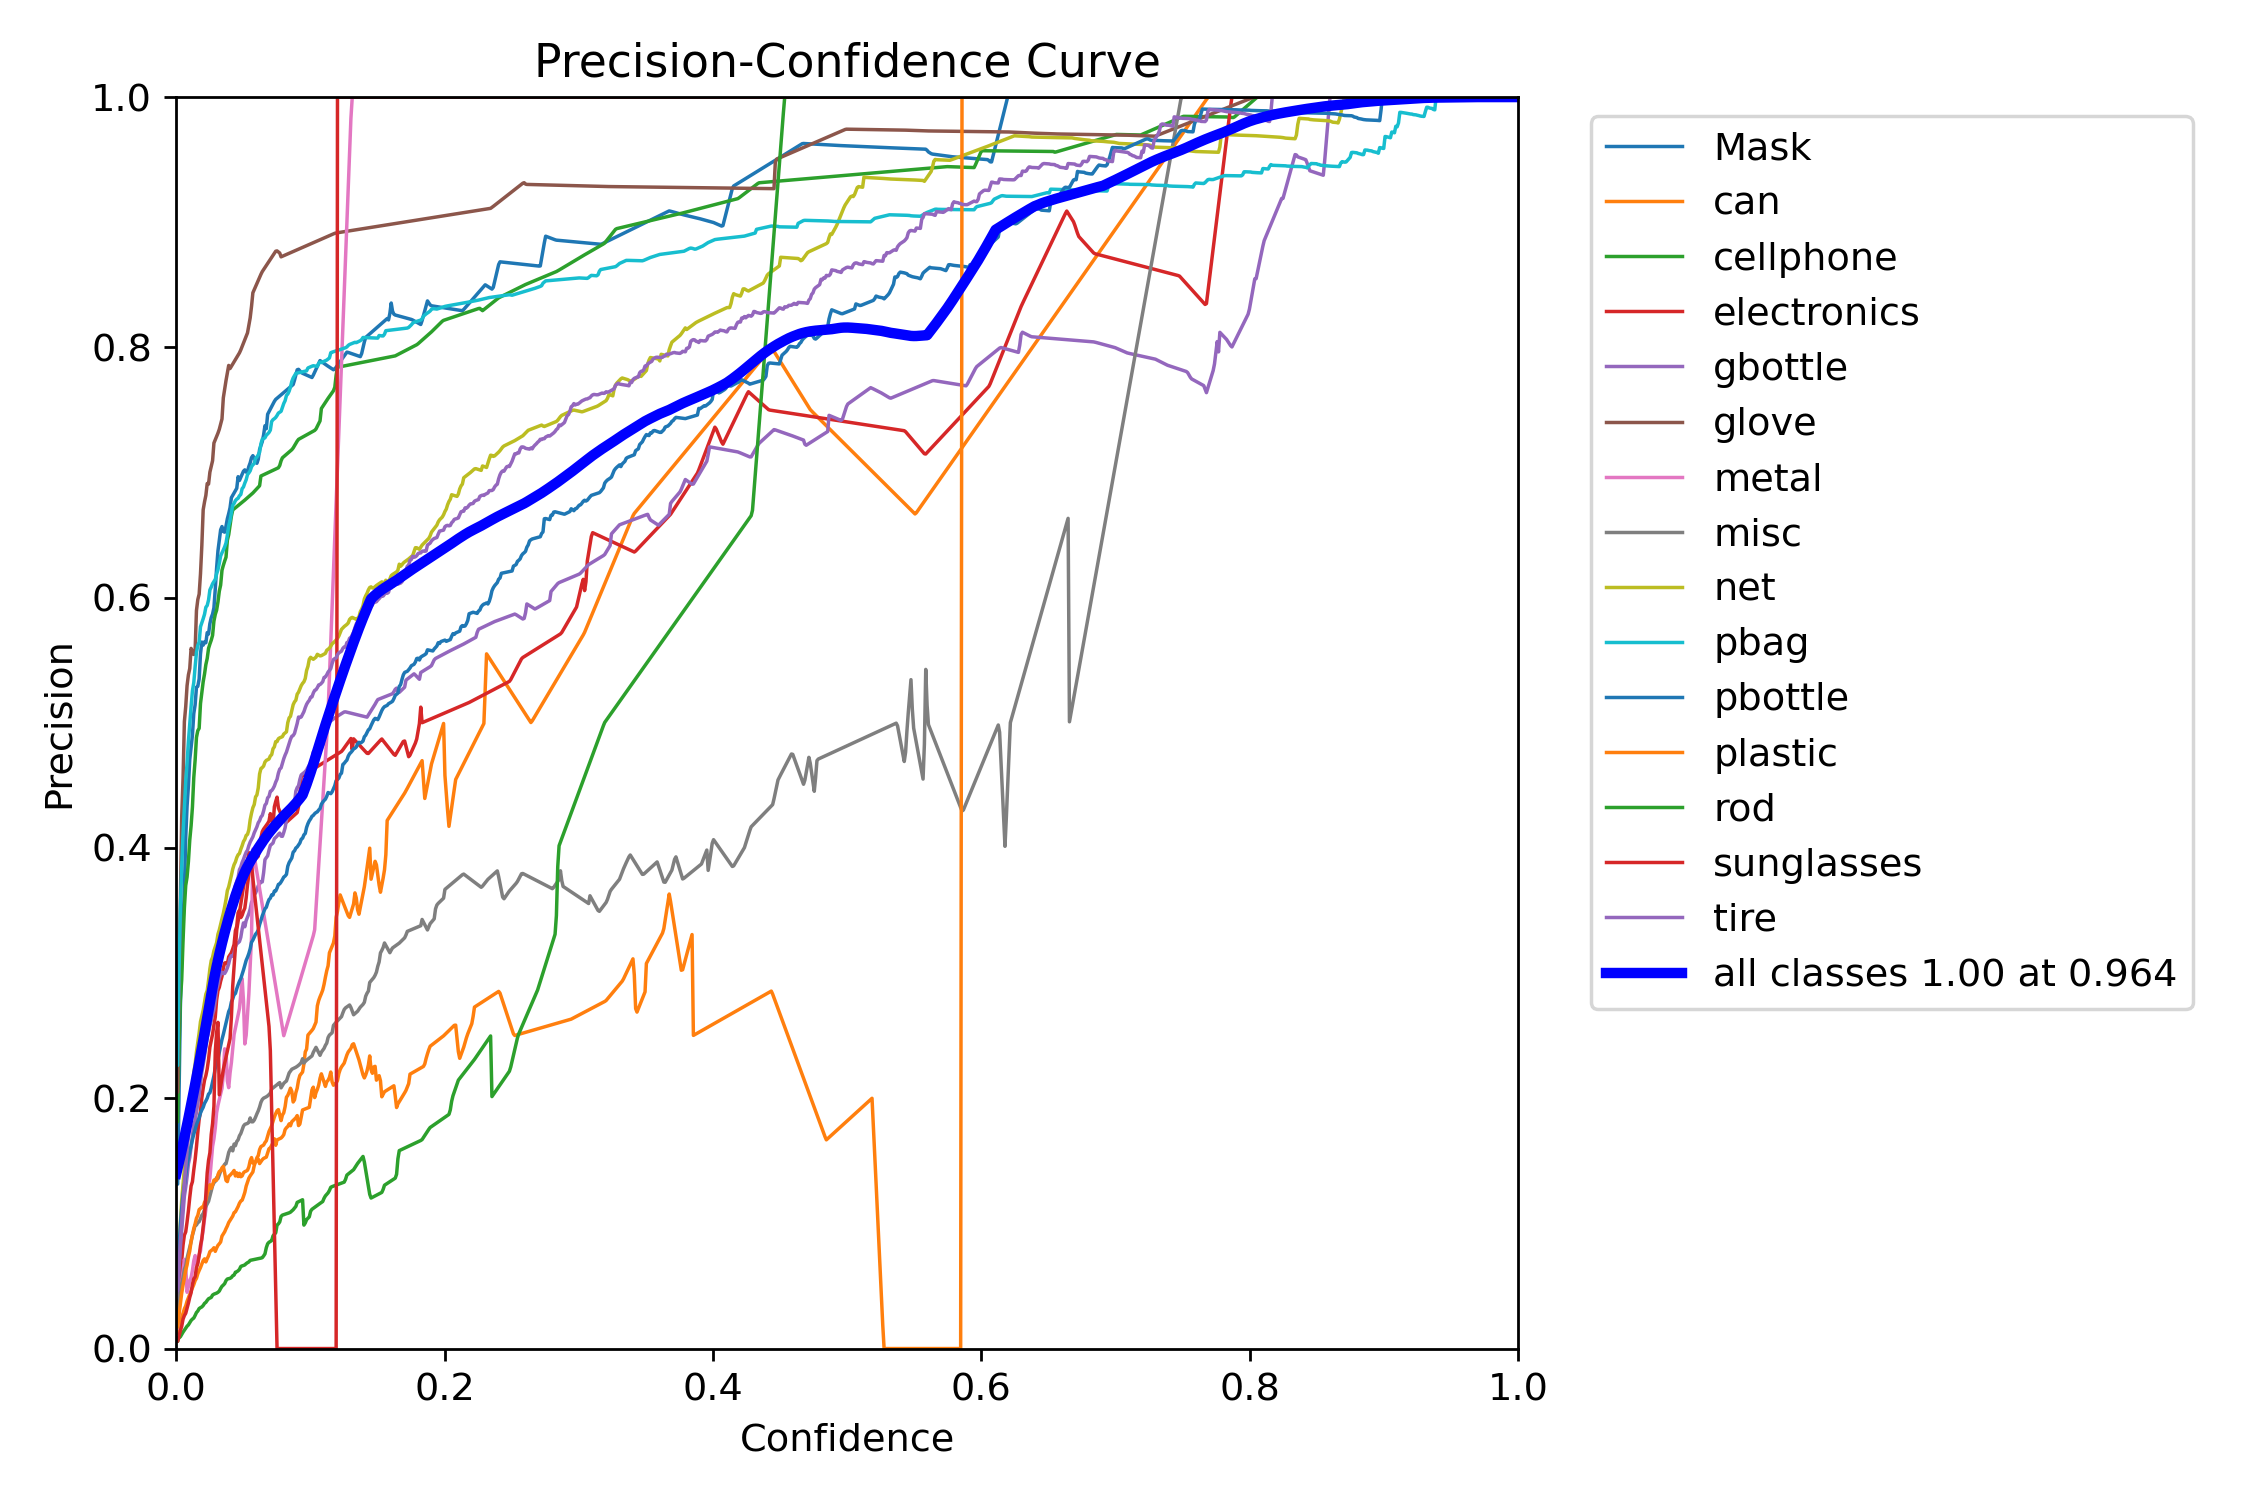 Precision-Confidence Curve
1.0
0.8
0.6
0.4
0.2
0.0
Precision
0.0 0.2 0.4 0.6 0.8 1.0
Confidence
Mask
can
cellphone
electronics
gbottle
glove
metal
misc
net
pbag
pbottle
plastic
rod
sunglasses
tire
all classes 1.00 at 0.964